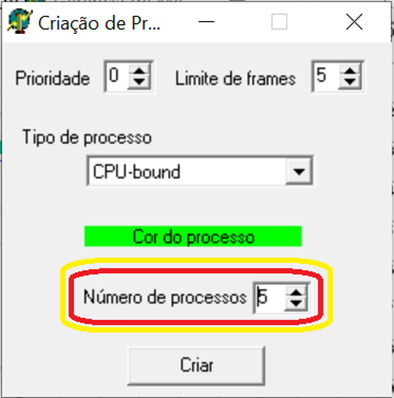 Criação de Pr...
Prioridade 0 Limite de frames 5
Tipo de processo
CPU-bound
Cor do processo
Número de processos 5
Criar